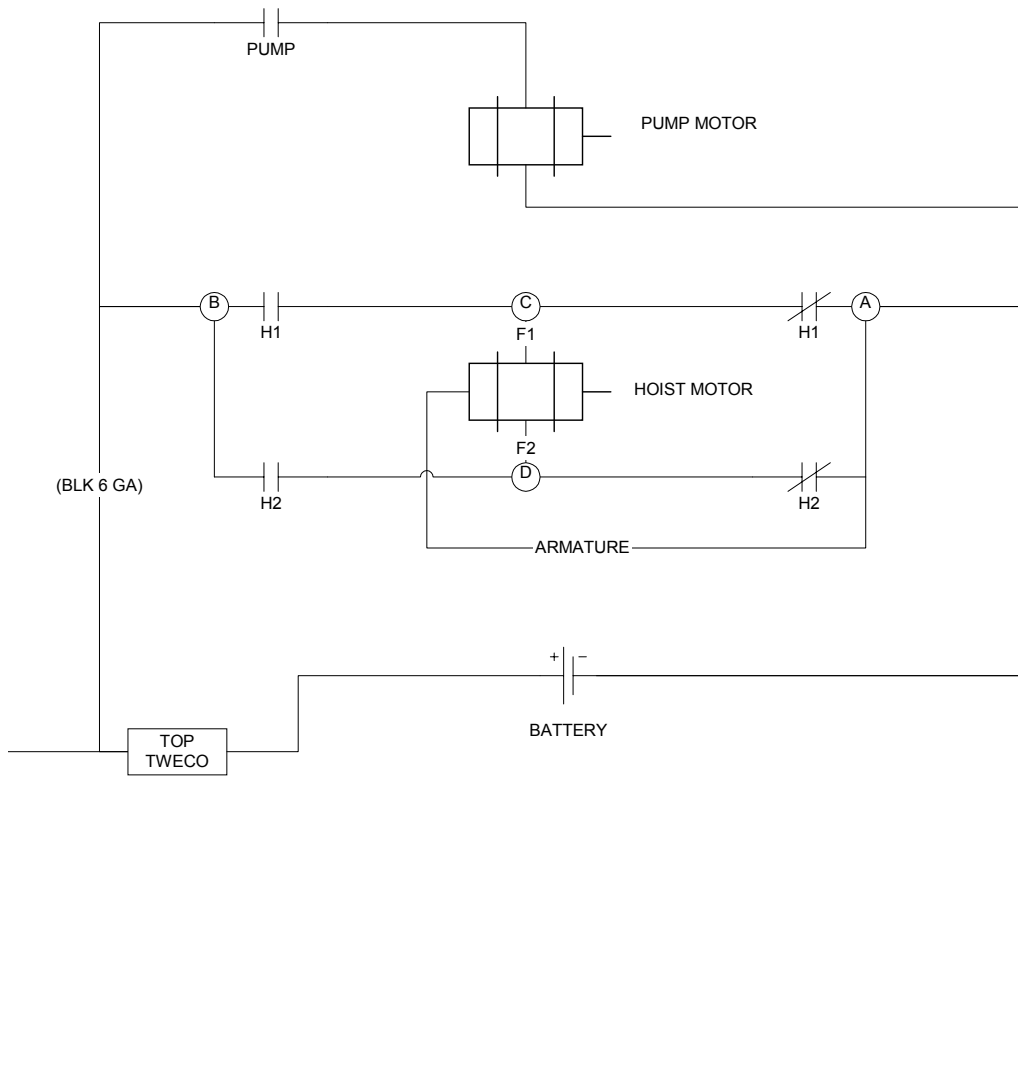 PUMP
PUMP MOTOR
B
C
A
H1
F1
H1
HOIST MOTOR
F2
(BLK 6 GA)
D
H2
H2
ARMATURE
+ −
BATTERY
TOP
TWECO